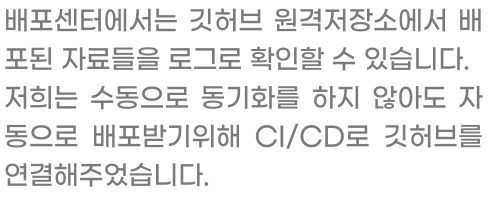 배포센터에서는 깃허브 원격저장소에서 배
포된 자료들을 로그로 확인할 수 있습니다.
저희는 수동으로 동기화를 하지 않아도 자
동으로 배포받기위해 CI/CD로 깃허브를
연결해주었습니다.